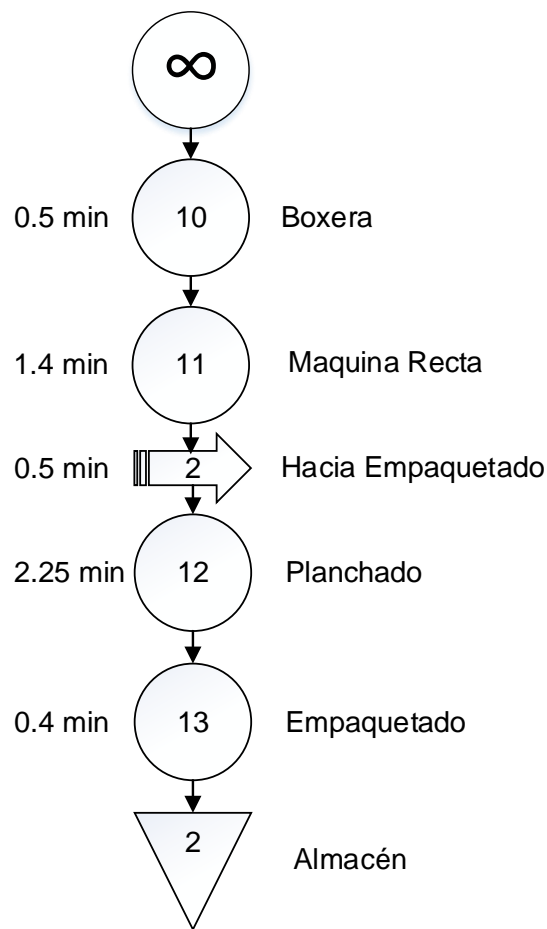 ∞
0.5 min 10 Boxera
1.4 min 11 Maquina Recta
0.5 min 2 Hacia Empaquetado
2.25 min 12 Planchado
0.4 min 13 Empaquetado
2 Almacén